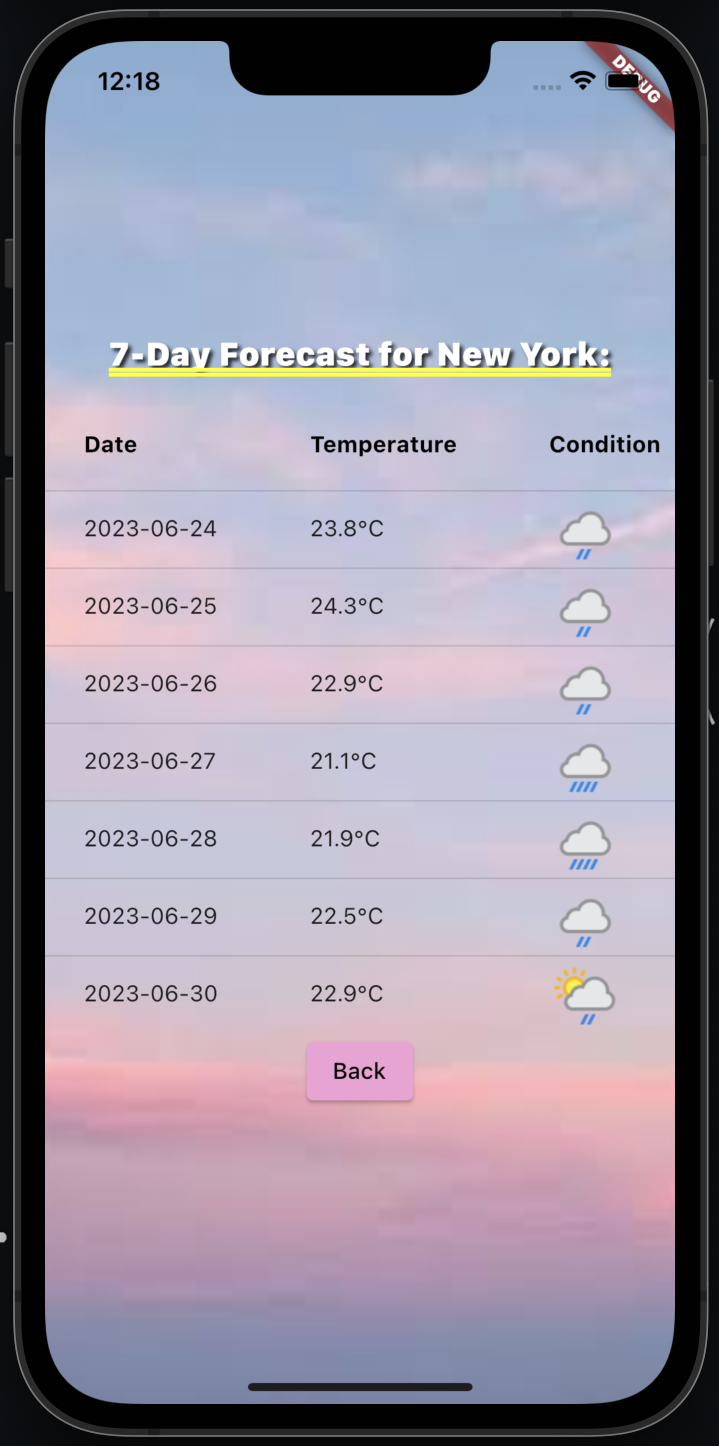 12:18
DEBUG
7-Day Forecast for New York:
Date Temperature Condition
2023-06-24 23.8°C
2023-06-25 24.3°C
2023-06-26 22.9°C
2023-06-27 21.1°C
2023-06-28 21.9°C
2023-06-29 22.5°C
2023-06-30 22.9°C
Back